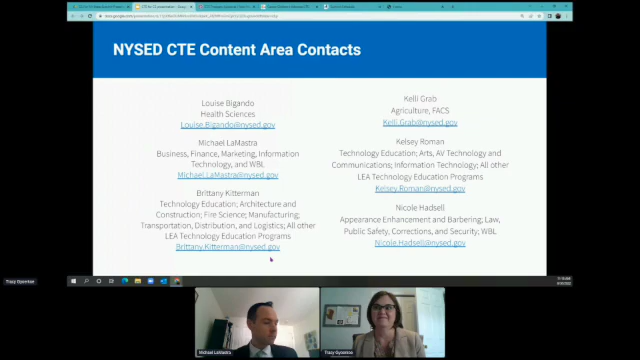 NYSED CTE Content Area Contacts
Louise Bigando
Health Sciences
Louise.Bigando@nysed.gov
Michael LaMastra
Business, Finance, Marketing, Information
Technology, and WBL
Michael.LaMastra@nysed.gov
Brittany Kitterman
Technology Education; Architecture and
Construction; Fire Science; Manufacturing;
Transportation, Distribution, and Logistics; All other
LEA Technology Education Programs
Brittany.Kitterman@nysed.gov
Kelli Grab
Agriculture, FACS
Kelli.Grab@nysed.gov
Kelsey Roman
Technology Education; Arts, AV Technology and
Communications; Information Technology; All other
LEA Technology Education Programs
Kelsey.Roman@nysed.gov
Nicole Hadsell
Appearance Enhancement and Barbering; Law,
Public Safety, Corrections, and Security; WBL
Nicole.Hadsell@nysed.gov
Michael LaMastra